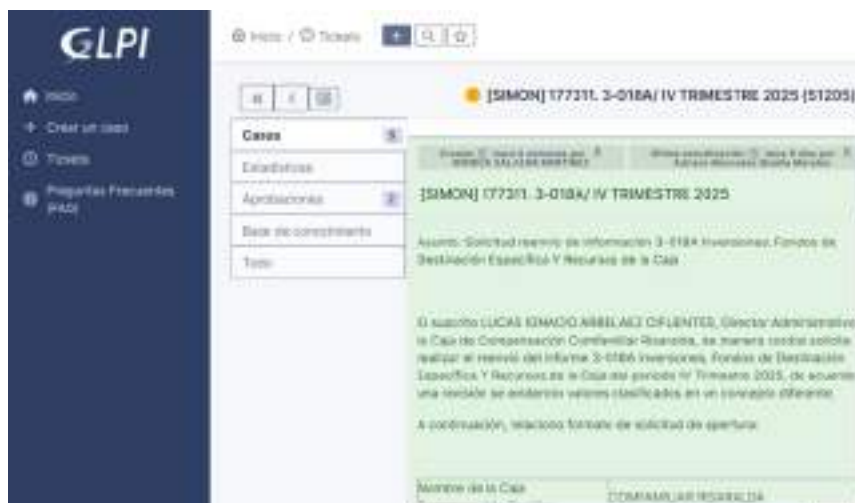 GLPI
Inicio / Tickets
Inicio
Crear un caso
Tickets
Preguntas Frecuentes
(FAQ)
[SIMON] 177311. 3-018A/ IV TRIMESTRE 2025 (51205)
Casos 5
Estadísticas
Aprobaciones 2
Base de conocimiento
Todo
[SIMON] 177311. 3-018A/ IV TRIMESTRE 2025
Asunto: Solicitud reenvío de información 3-018A Inversiones, Fondos de
Destinación Específica Y Recursos de la Caja
El suscrito LUCAS IGNACIO ARBELAEZ CIFUENTES, Director Administrativo
la Caja de Compensación Comfamiliar Risaralda, de manera cordial solicita
realizar el reenvío del informe 3-018A Inversiones, Fondos de Destinación
Específica Y Recursos de la Caja del periodo IV Trimestre 2025, de acuerdo
una revisión se evidencio valores clasificados en un concepto diferente.
A continuación, relaciono formato de solicitud de apertura:
Nombre de la Caja
COMFAMILIAR RISARALDA